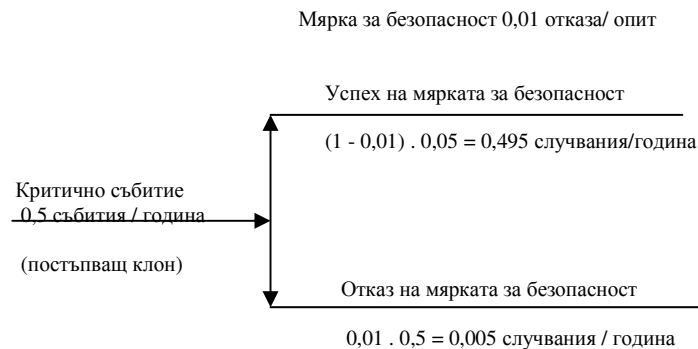 Мярка за безопасност 0,01 отказа/ опит
Успех на мярката за безопасност
(1 - 0,01) . 0,05 = 0,495 случвания/година
Критично събитие
0,5 събития / година
(постъпващ клон)
Отказ на мярката за безопасност
0,01 . 0,5 = 0,005 случвания / година